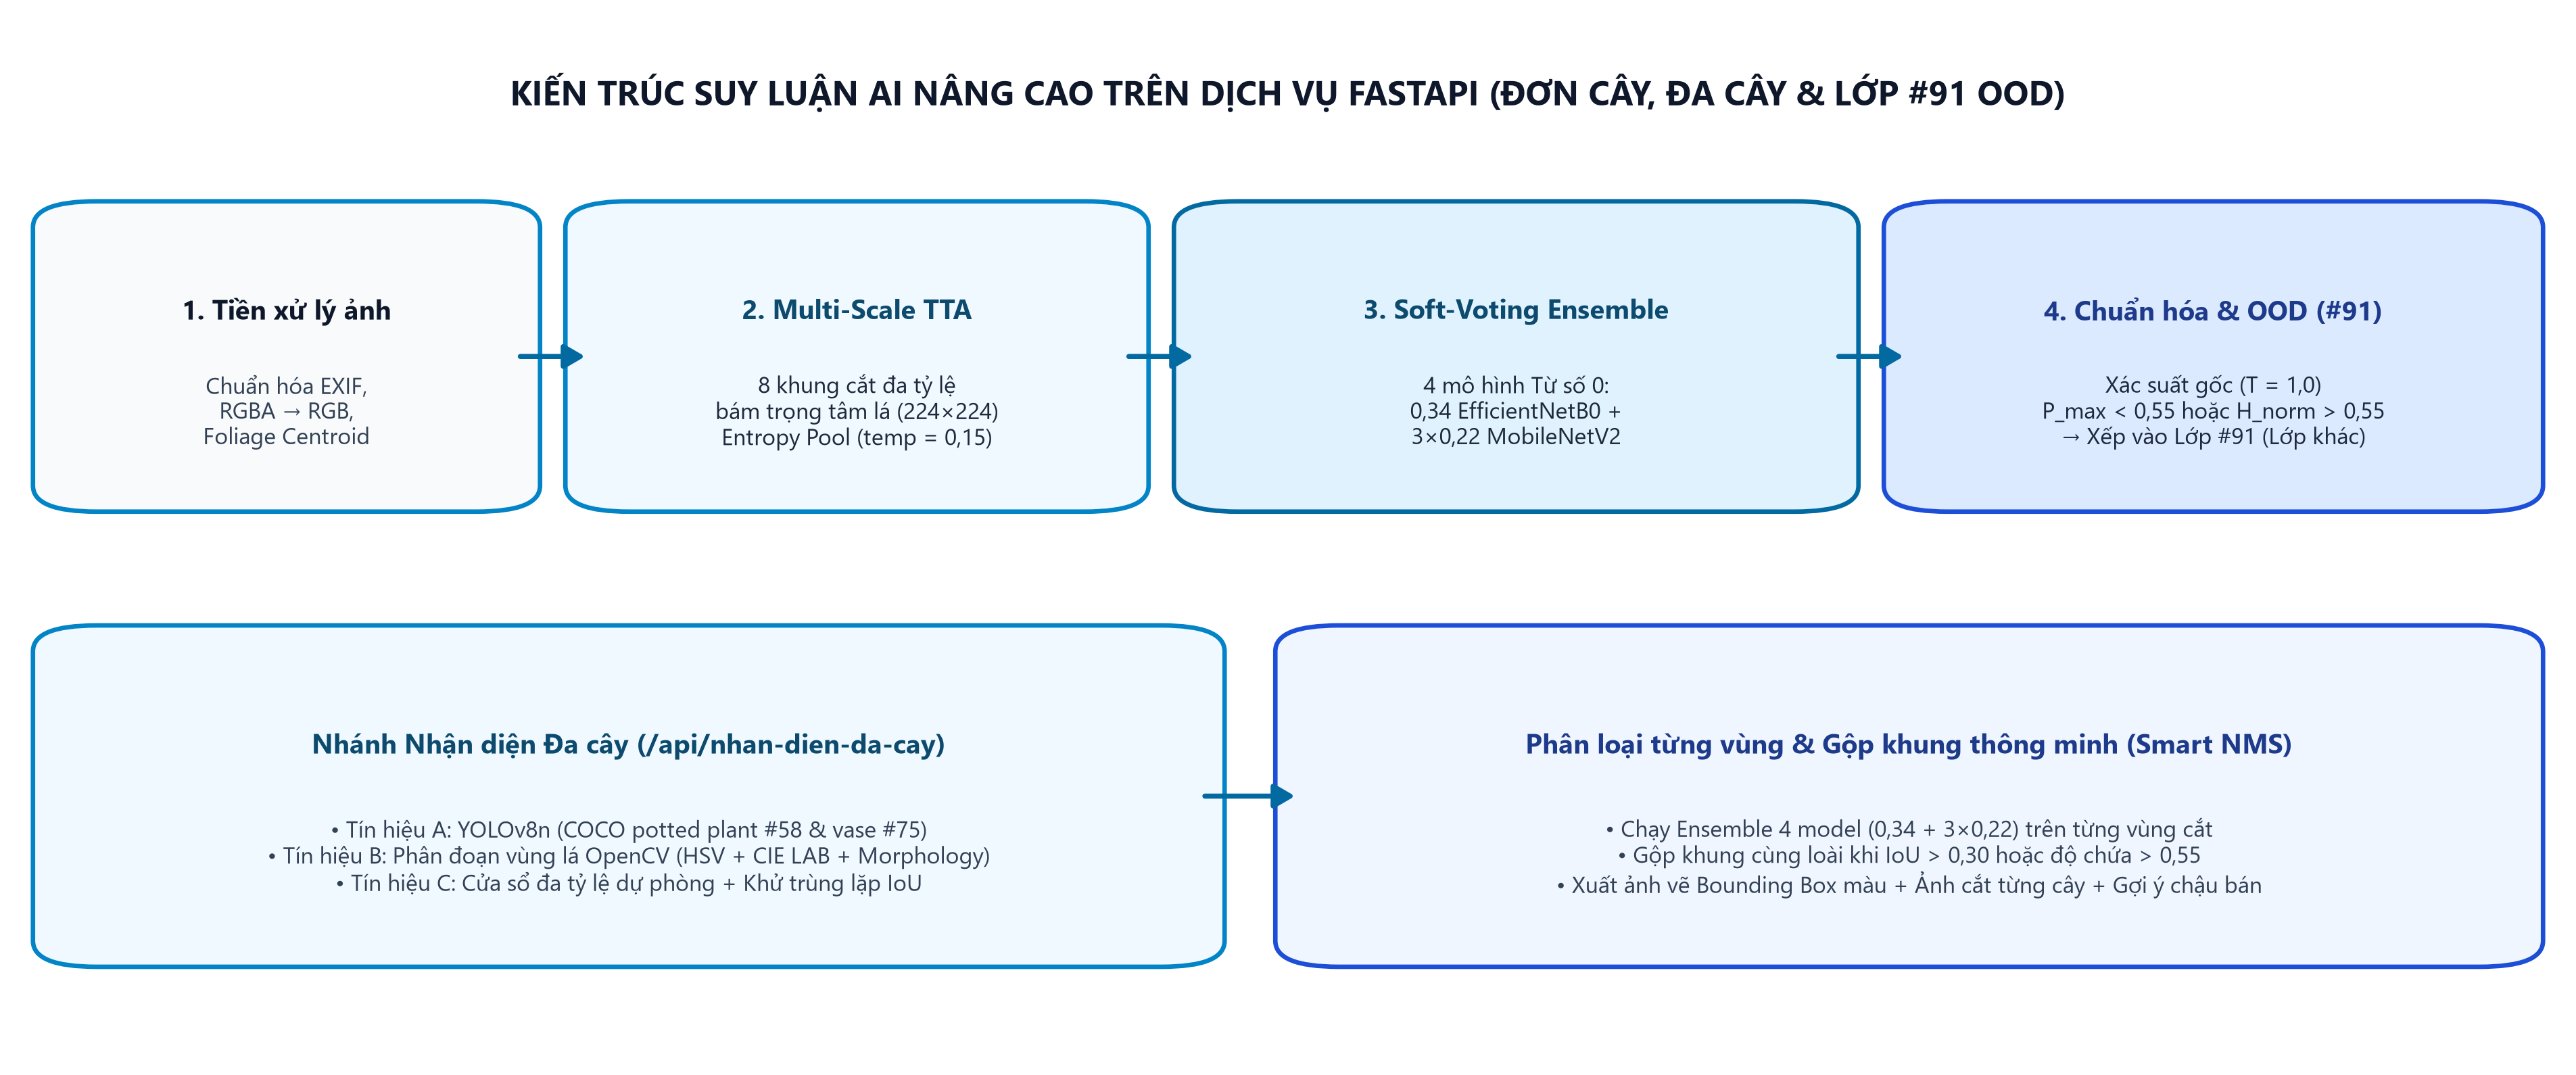 KIẾN TRÚC SUY LUẬN AI NÂNG CAO TRÊN DỊCH VỤ FASTAPI (ĐƠN CÂY, ĐA CÂY & LỚP #91 OOD)
1. Tiền xử lý ảnh
Chuẩn hóa EXIF,
RGBA → RGB,
Foliage Centroid
2. Multi-Scale TTA
8 khung cắt đa tỷ lệ
bám trọng tâm lá (224×224)
Entropy Pool (temp = 0,15)
3. Soft-Voting Ensemble
4 mô hình Từ số 0:
0,34 EfficientNetB0 +
3×0,22 MobileNetV2
4. Chuẩn hóa & OOD (#91)
Xác suất gốc (T = 1,0)
P_max < 0,55 hoặc H_norm > 0,55
→ Xếp vào Lớp #91 (Lớp khác)
Nhánh Nhận diện Đa cây (/api/nhan-dien-da-cay)
• Tín hiệu A: YOLOv8n (COCO potted plant #58 & vase #75)
• Tín hiệu B: Phân đoạn vùng lá OpenCV (HSV + CIE LAB + Morphology)
• Tín hiệu C: Cửa sổ đa tỷ lệ dự phòng + Khử trùng lặp IoU
Phân loại từng vùng & Gộp khung thông minh (Smart NMS)
• Chạy Ensemble 4 model (0,34 + 3×0,22) trên từng vùng cắt
• Gộp khung cùng loài khi IoU > 0,30 hoặc độ chứa > 0,55
• Xuất ảnh vẽ Bounding Box màu + Ảnh cắt từng cây + Gợi ý chậu bán